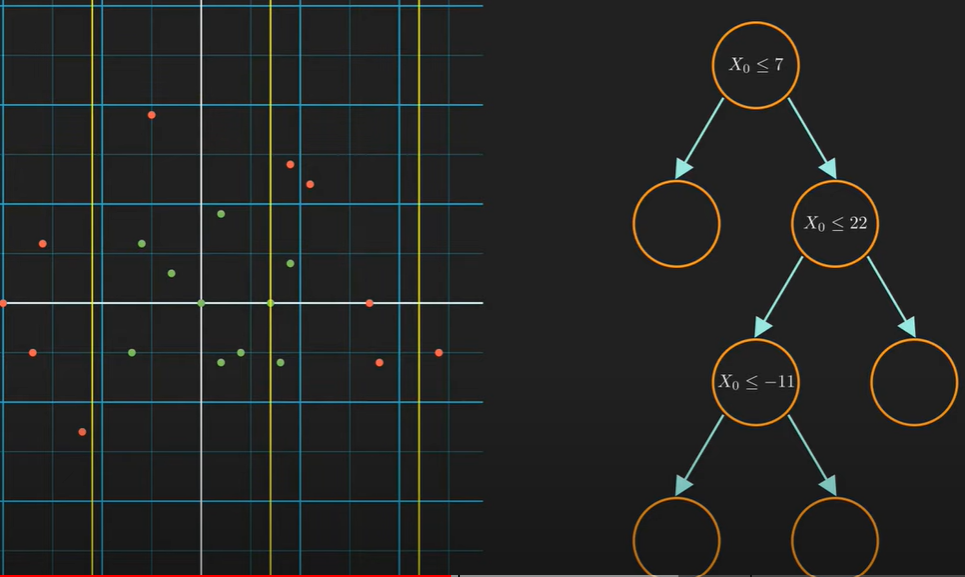 X₀ ≤ 7
X₀ ≤ 22
X₀ ≤ −11